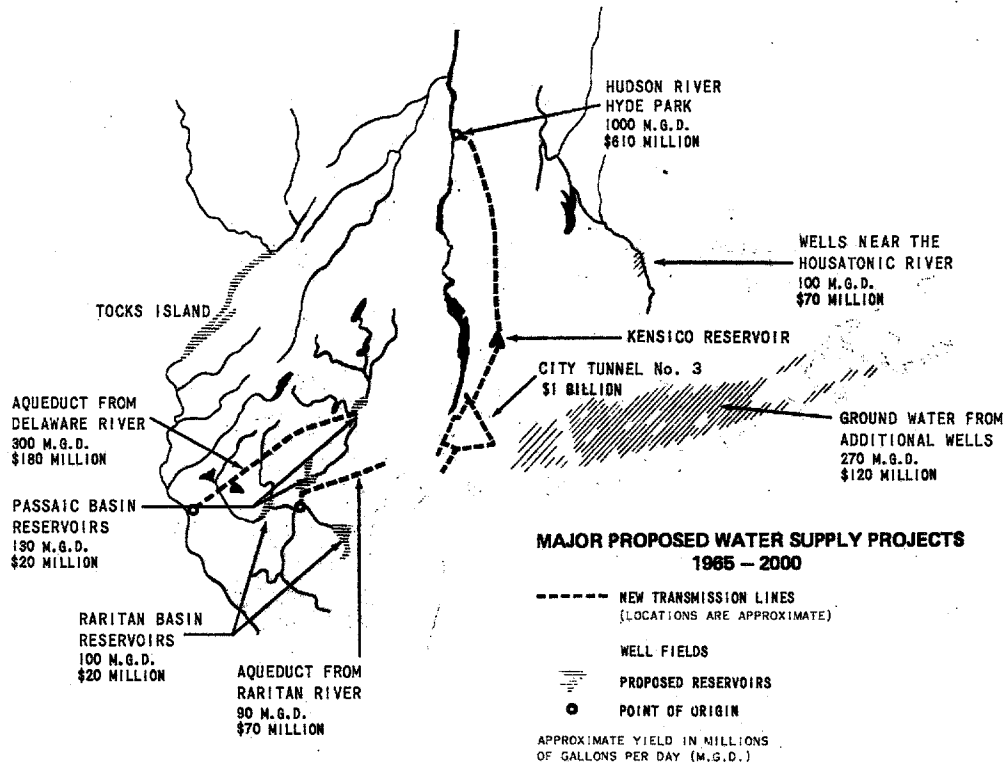 HUDSON RIVER
HYDE PARK
1000 M.G.D.
$610 MILLION
WELLS NEAR THE
HOUSATONIC RIVER
100 M.G.D.
$70 MILLION
TOCKS ISLAND
KENSICO RESERVOIR
CITY TUNNEL No. 3
$1 BILLION
AQUEDUCT FROM
DELAWARE RIVER
300 M.G.D.
$180 MILLION
GROUND WATER FROM
ADDITIONAL WELLS
270 M.G.D.
$120 MILLION
PASSAIC BASIN
RESERVOIRS
130 M.G.D.
$20 MILLION
RARITAN BASIN
RESERVOIRS
100 M.G.D.
$20 MILLION
AQUEDUCT FROM
RARITAN RIVER
90 M.G.D.
$70 MILLION
MAJOR PROPOSED WATER SUPPLY PROJECTS
1965 – 2000
NEW TRANSMISSION LINES
(LOCATIONS ARE APPROXIMATE)
WELL FIELDS
PROPOSED RESERVOIRS
POINT OF ORIGIN
APPROXIMATE YIELD IN MILLIONS
OF GALLONS PER DAY (M.G.D.)